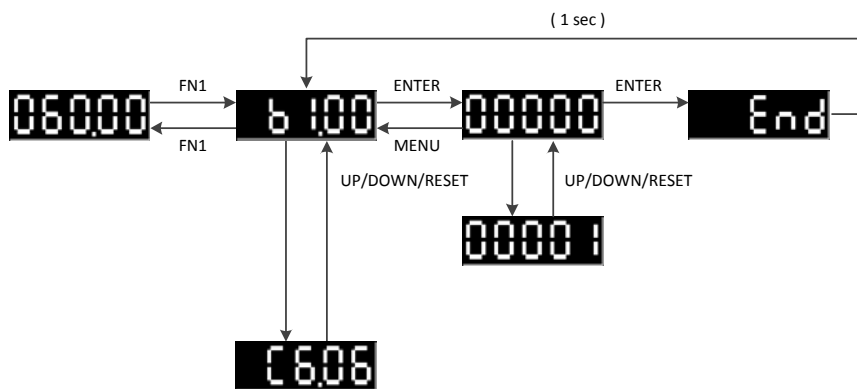 ( 1 sec )
FN1
ENTER
ENTER
060.00
b1.00
00000
End
FN1
MENU
UP/DOWN/RESET
UP/DOWN/RESET
00001
C6.06